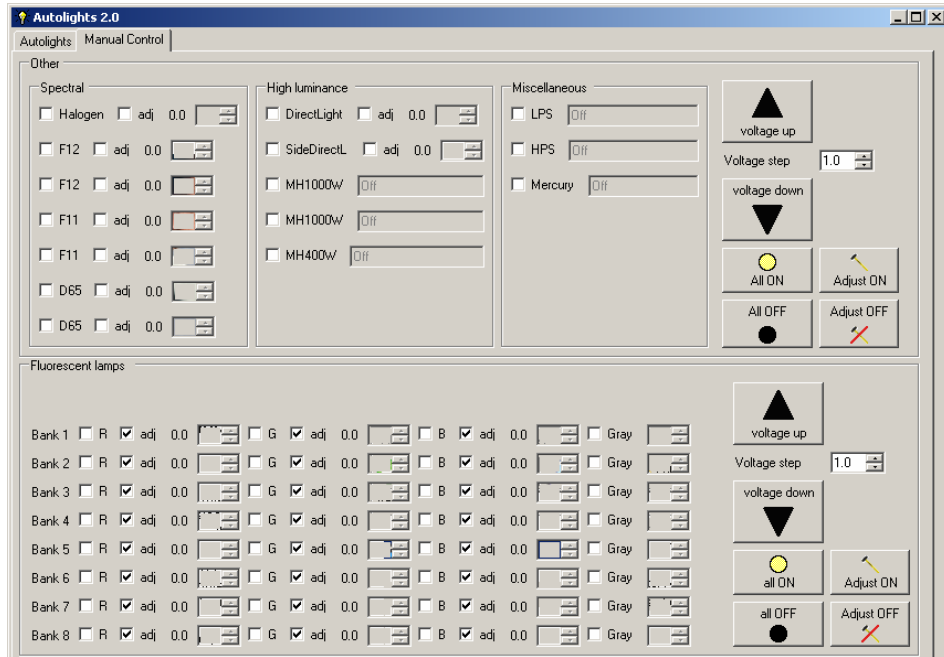 Autolights 2.0
Autolights Manual Control
Other
Spectral
Halogen adj 0.0
F12 adj 0.0
F12 adj 0.0
F11 adj 0.0
F11 adj 0.0
D65 adj 0.0
D65 adj 0.0
High luminance
DirectLight adj 0.0
SideDirectL adj 0.0
MH1000W Off
MH1000W Off
MH400W Off
Miscellaneous
LPS Off
HPS Off
Mercury Off
voltage up
Voltage step 1.0
voltage down
All ON Adjust ON
All OFF Adjust OFF
Fluorescent lamps
Bank 1 R adj 0.0 G adj 0.0 B adj 0.0 Gray
Bank 2 R adj 0.0 G adj 0.0 B adj 0.0 Gray
Bank 3 R adj 0.0 G adj 0.0 B adj 0.0 Gray
Bank 4 R adj 0.0 G adj 0.0 B adj 0.0 Gray
Bank 5 R adj 0.0 G adj 0.0 B adj 0.0 Gray
Bank 6 R adj 0.0 G adj 0.0 B adj 0.0 Gray
Bank 7 R adj 0.0 G adj 0.0 B adj 0.0 Gray
Bank 8 R adj 0.0 G adj 0.0 B adj 0.0 Gray
voltage up
Voltage step 1.0
voltage down
all ON Adjust ON
all OFF Adjust OFF